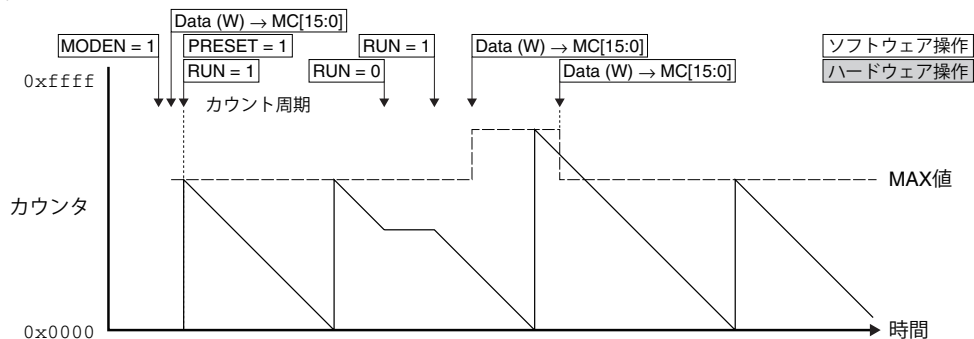 Data (W) → MC[15:0]
MODEN = 1
PRESET = 1
RUN = 1
Data (W) → MC[15:0]
ソフトウェア操作
RUN = 1
RUN = 0
Data (W) → MC[15:0]
ハードウェア操作
0xffff
カウント周期
MAX値
カウンタ
0x0000
時間